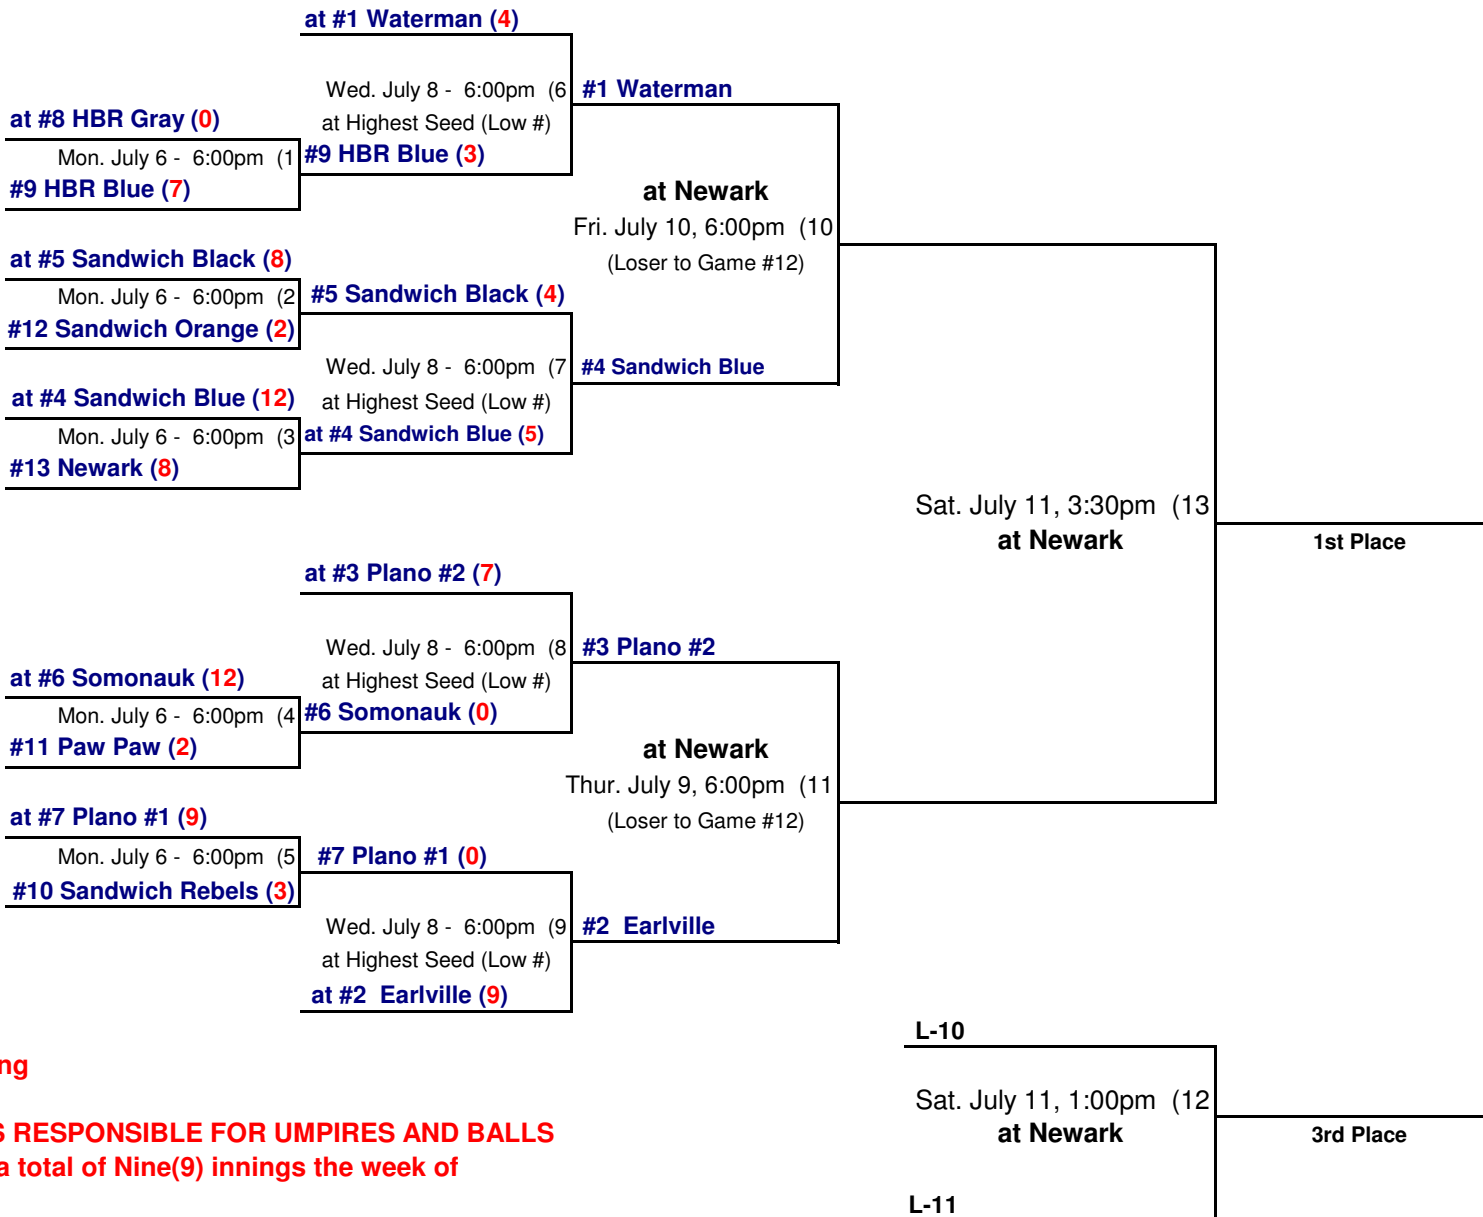 at #1 Waterman (4)
Wed. July 8 - 6:00pm (6
#1 Waterman
at #8 HBR Gray (0)
at Highest Seed (Low #)
Mon. July 6 - 6:00pm (1
#9 HBR Blue (3)
#9 HBR Blue (7)
at Newark
Fri. July 10, 6:00pm (10
at #5 Sandwich Black (8)
(Loser to Game #12)
Mon. July 6 - 6:00pm (2
#5 Sandwich Black (4)
#12 Sandwich Orange (2)
Wed. July 8 - 6:00pm (7
#4 Sandwich Blue
at #4 Sandwich Blue (12)
at Highest Seed (Low #)
Mon. July 6 - 6:00pm (3
at #4 Sandwich Blue (5)
#13 Newark (8)
Sat. July 11, 3:30pm (13
at Newark
1st Place
at #3 Plano #2 (7)
Wed. July 8 - 6:00pm (8
#3 Plano #2
at #6 Somonauk (12)
at Highest Seed (Low #)
Mon. July 6 - 6:00pm (4
#6 Somonauk (0)
#11 Paw Paw (2)
at Newark
Thur. July 9, 6:00pm (11
at #7 Plano #1 (9)
(Loser to Game #12)
Mon. July 6 - 6:00pm (5
#7 Plano #1 (0)
#10 Sandwich Rebels (3)
Wed. July 8 - 6:00pm (9
#2 Earlville
at Highest Seed (Low #)
at #2 Earlville (9)
L-10
ng
Sat. July 11, 1:00pm (12
S RESPONSIBLE FOR UMPIRES AND BALLS
at Newark
3rd Place
a total of Nine(9) innings the week of
L-11